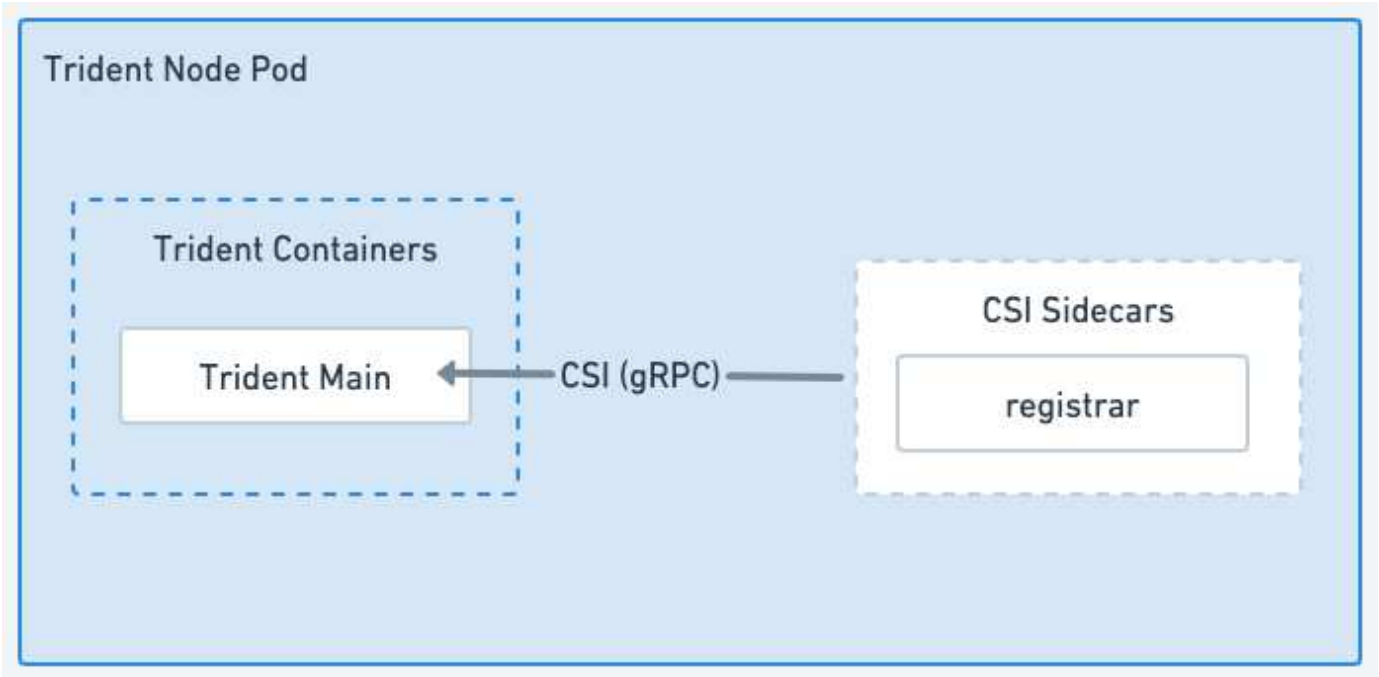 Trident Node Pod
Trident Containers
Trident Main
CSI (gRPC)
CSI Sidecars
registrar